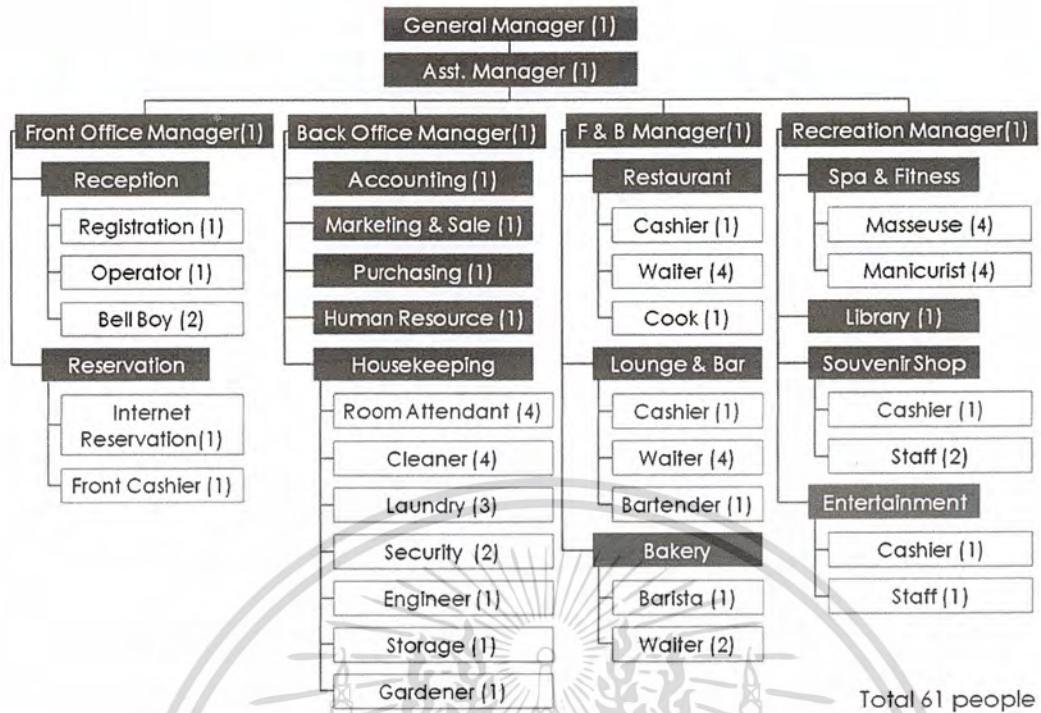 General Manager (1)
Asst. Manager (1)
Front Office Manager(1)
Reception
Registration (1)
Operator (1)
Bell Boy (2)
Reservation
Internet
Reservation(1)
Front Cashier (1)
Back Office Manager(1)
Accounting (1)
Marketing & Sale (1)
Purchasing (1)
Human Resource (1)
Housekeeping
Room Attendant (4)
Cleaner (4)
Laundry (3)
Security (2)
Engineer (1)
Storage (1)
Gardener (1)
F & B Manager(1)
Restaurant
Cashier (1)
Waiter (4)
Cook (1)
Lounge & Bar
Cashier (1)
Waiter (4)
Bartender (1)
Bakery
Barista (1)
Waiter (2)
Recreation Manager(1)
Spa & Fitness
Masseuse (4)
Manicurist (4)
Library (1)
Souvenir Shop
Cashier (1)
Staff (2)
Entertainment
Cashier (1)
Staff (1)
Total 61 people